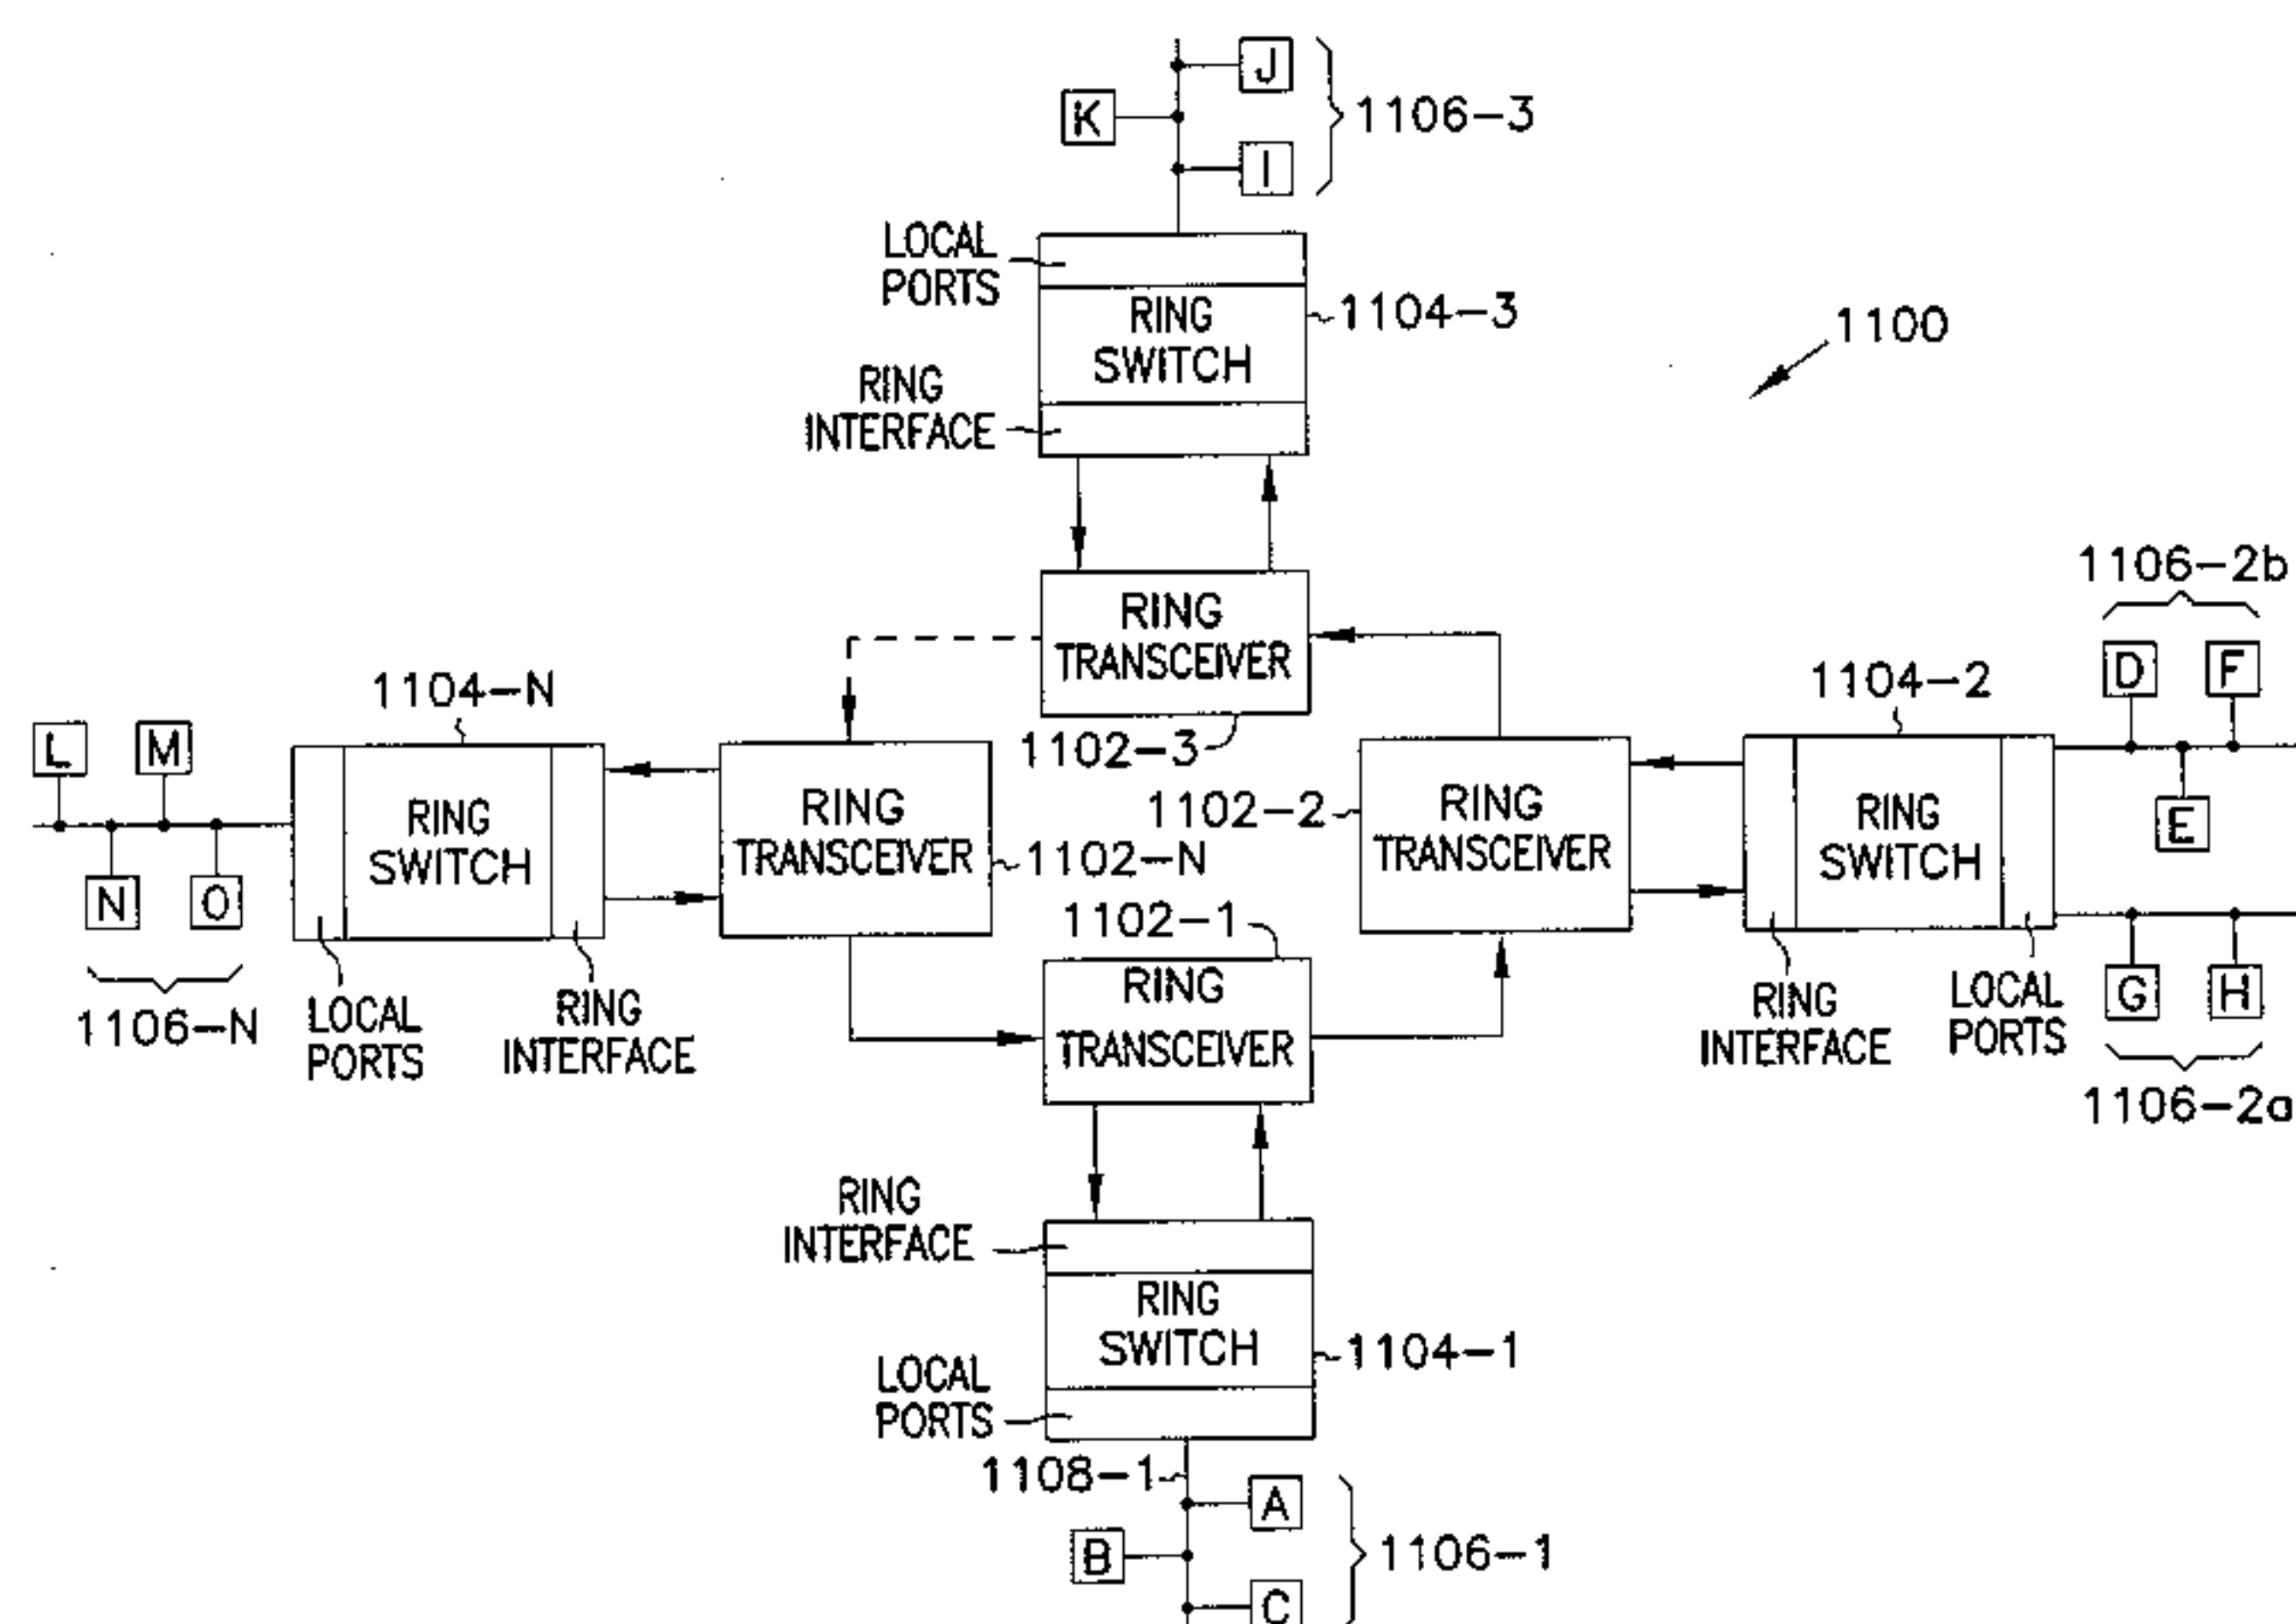 J
K
1106-3
I
LOCAL
PORTS
RING
SWITCH
1104-3
1100
RING
INTERFACE
1106-2b
RING
TRANSCEIVER
D
F
1104-N
1104-2
L
M
1102-3
RING
SWITCH
RING
TRANSCEIVER
1102-2
RING
TRANSCEIVER
RING
SWITCH
E
1102-N
N
O
1102-1
RING
TRANSCEIVER
G
H
1106-N
LOCAL
PORTS
RING
INTERFACE
RING
INTERFACE
LOCAL
PORTS
1106-2a
RING
INTERFACE
RING
SWITCH
1104-1
LOCAL
PORTS
1108-1
A
B
1106-1
C